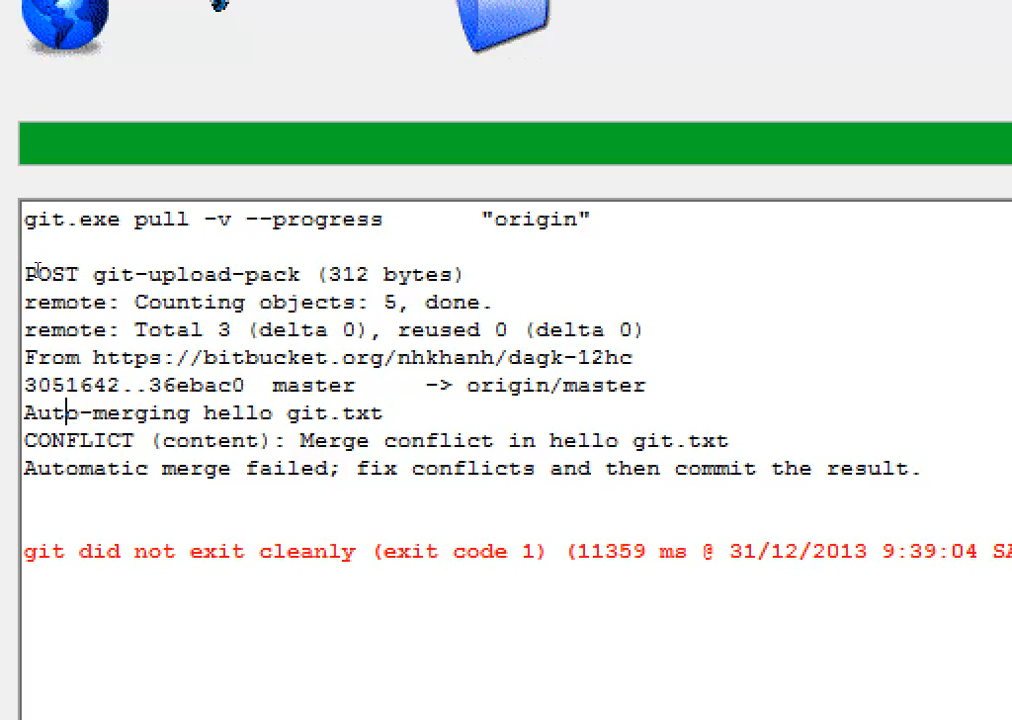 git.exe pull -v --progress "origin"
POST git-upload-pack (312 bytes)
remote: Counting objects: 5, done.
remote: Total 3 (delta 0), reused 0 (delta 0)
From https://bitbucket.org/nhkhanh/dagk-12hc
3051642..36ebac0 master -> origin/master
Auto-merging hello git.txt
CONFLICT (content): Merge conflict in hello git.txt
Automatic merge failed; fix conflicts and then commit the result.
git did not exit cleanly (exit code 1) (11359 ms @ 31/12/2013 9:39:04 SA